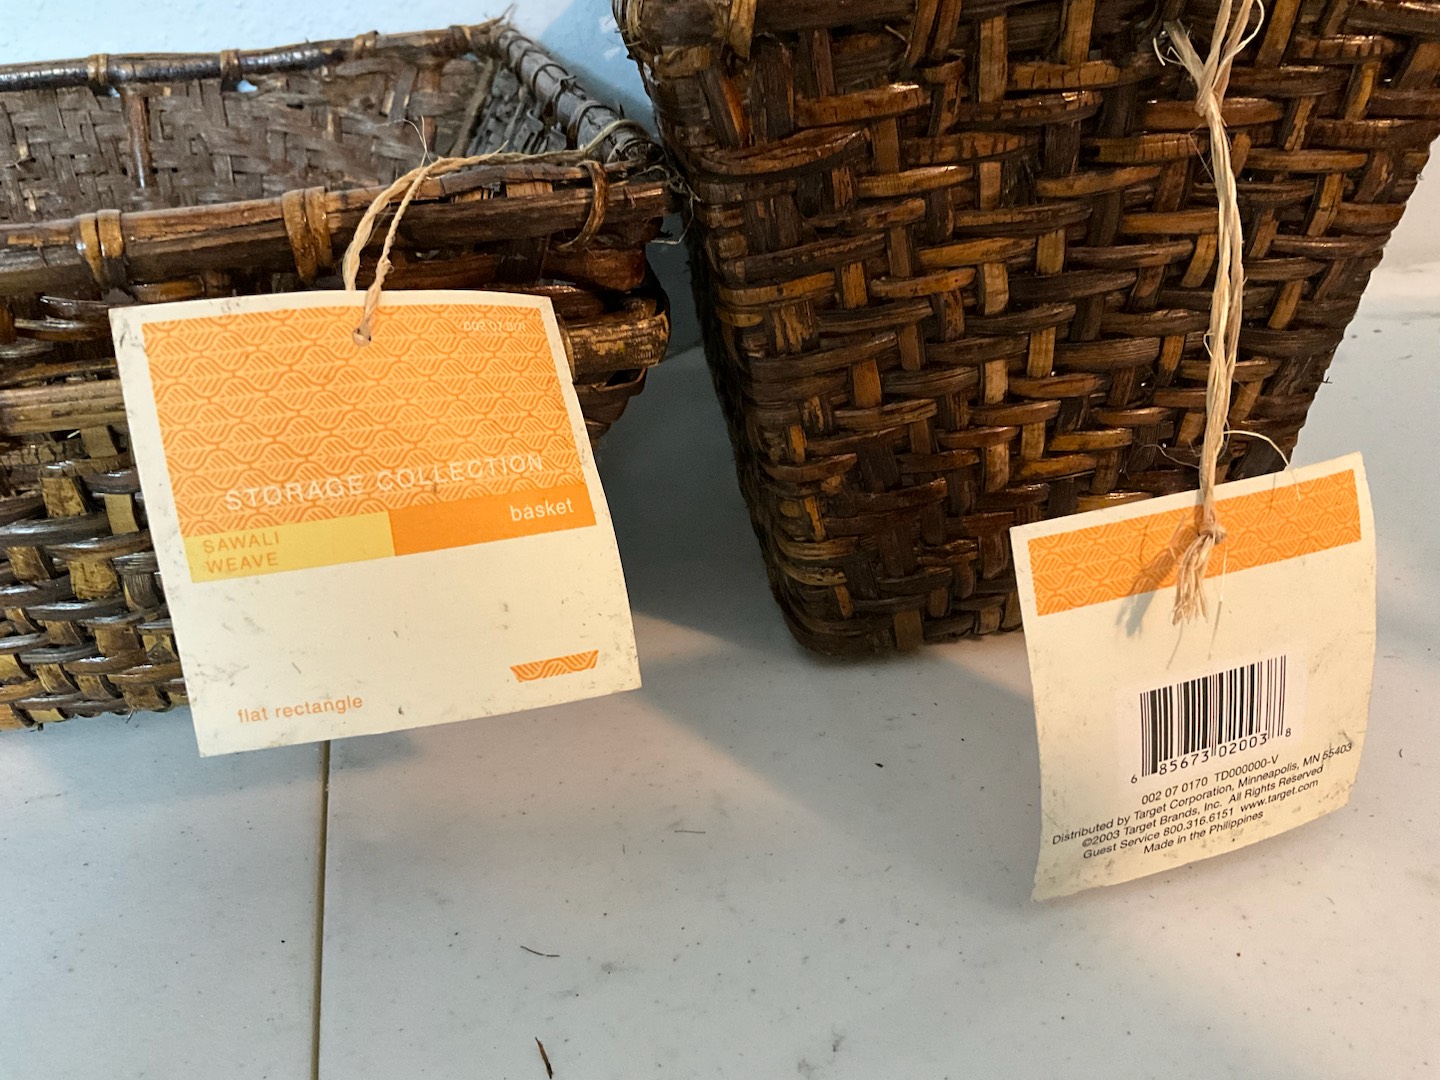 STORAGE COLLECTION
basket
SAWALI
WEAVE
flat rectangle
6 85673 02003 8
002 07 0170 TD000000-V
Distributed by Target Corporation, Minneapolis, MN 55403
©2003 Target Brands, Inc. All Rights Reserved
Guest Service 800.316.6151 www.target.com
Made in the Philippines